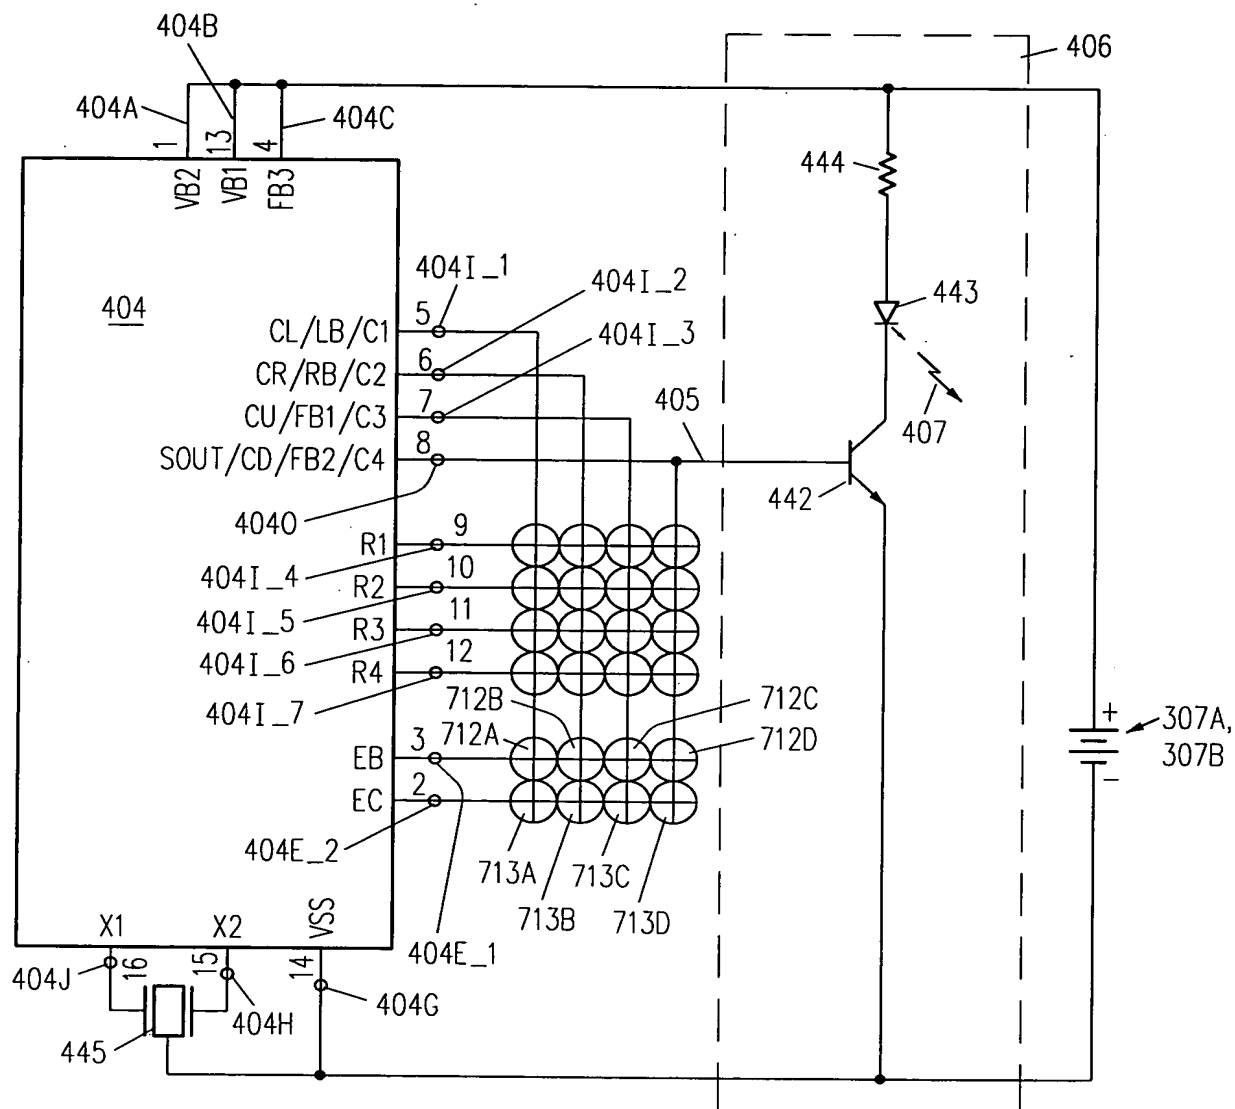 404B
406
404A
404C
1
13
4
VB2
VB1
FB3
444
404
404I_1
404I_2
443
CL/LB/C1
5
404I_3
CR/RB/C2
6
CU/FB1/C3
7
405
407
SOUT/CD/FB2/C4
8
442
4040
R1
9
404I_4
R2
10
404I_5
R3
11
404I_6
R4
12
404I_7
712B
712C
712A
712D
+
307A,
307B
−
EB
3
EC
2
404E_2
713A
713C
713B
713D
404E_1
X1
X2
VSS
404J
16
15
14
404H
404G
445